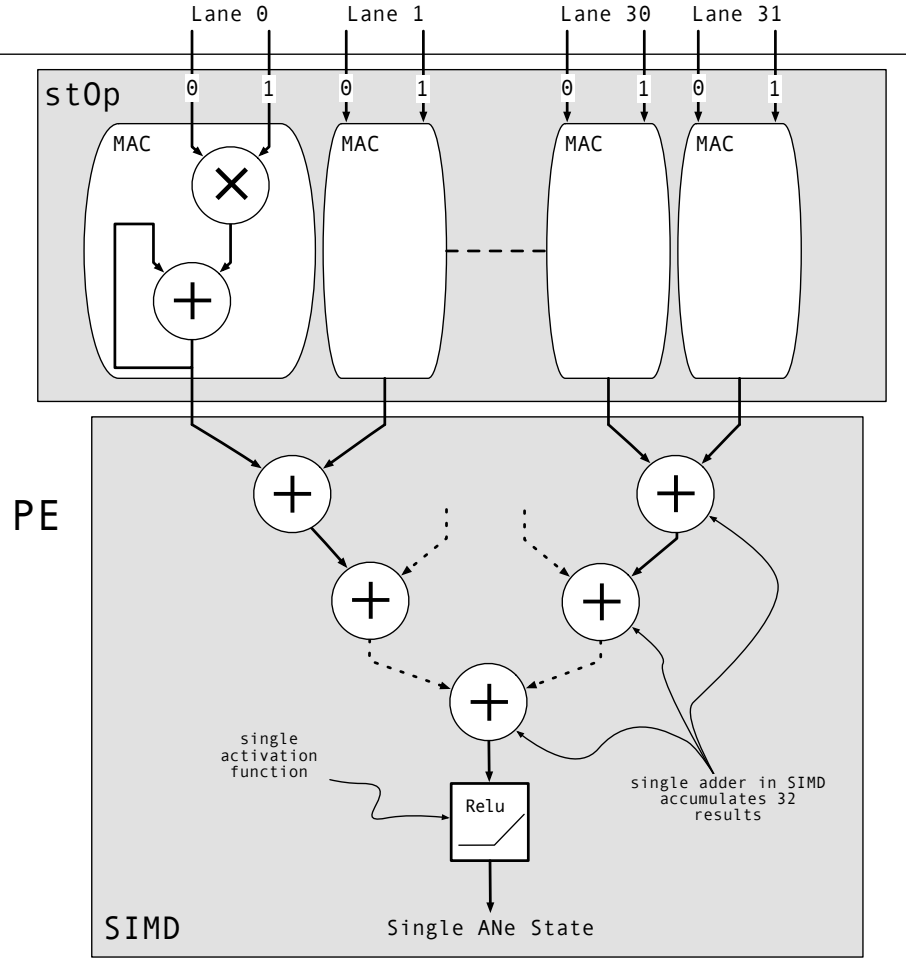 Lane 0
Lane 1
Lane 30
Lane 31
0
1
0
1
0
1
0
1
stOp
MAC
MAC
MAC
MAC
PE
single
activation
function
single adder in SIMD
accumulates 32
results
Relu
SIMD
Single ANe State